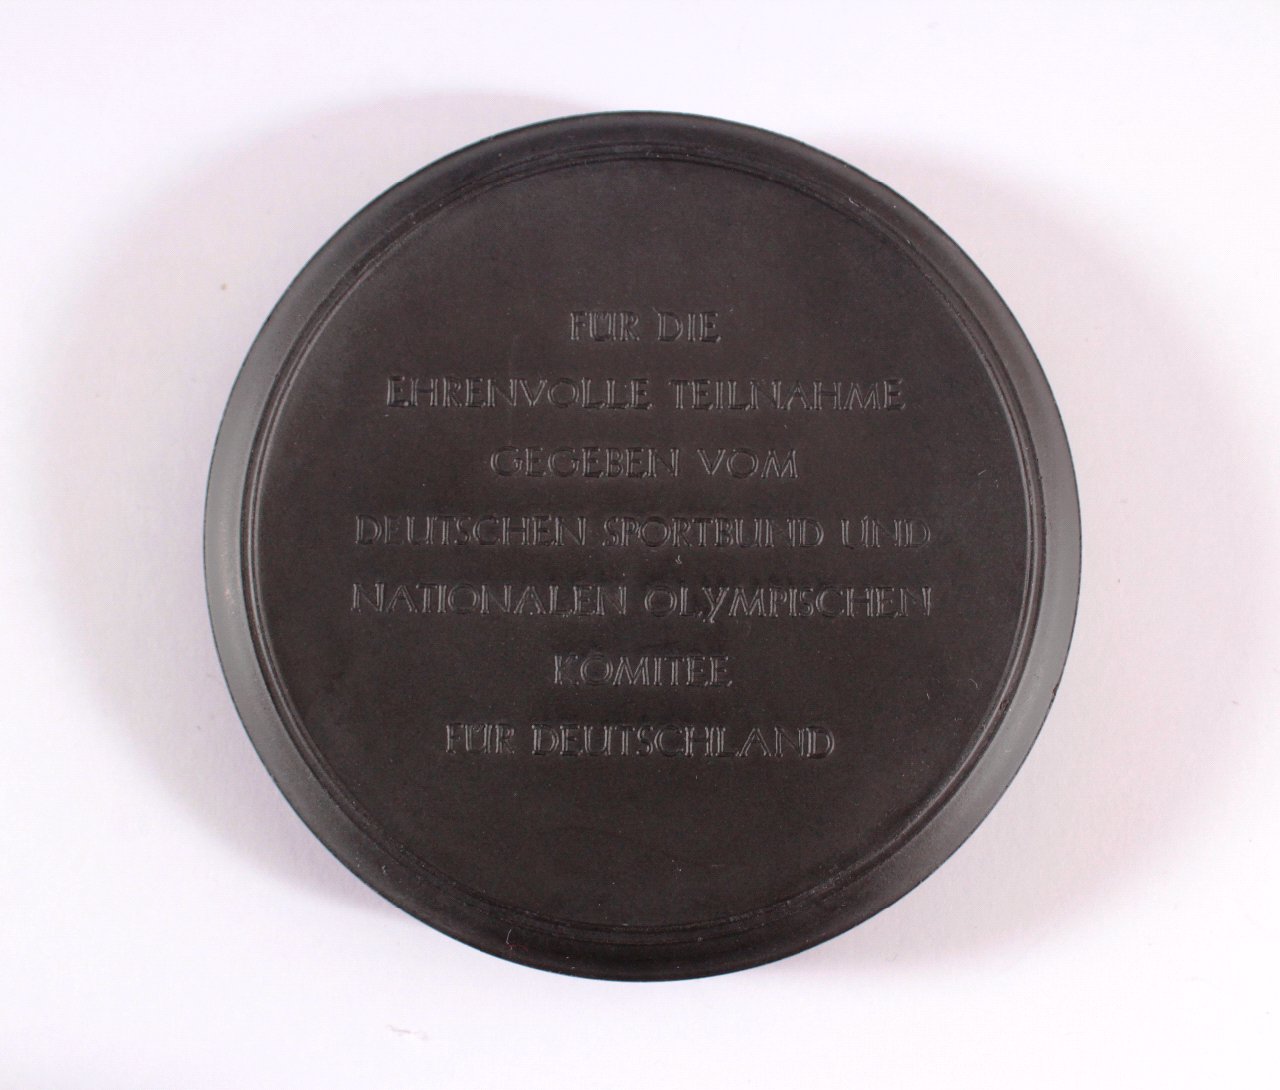 FÜR DIE
EHRENVOLLE TEILNAHME
GEGEBEN VOM
DEUTSCHEN SPORTBUND UND
NATIONALEN OLYMPISCHEN
KOMITEE
FÜR DEUTSCHLAND